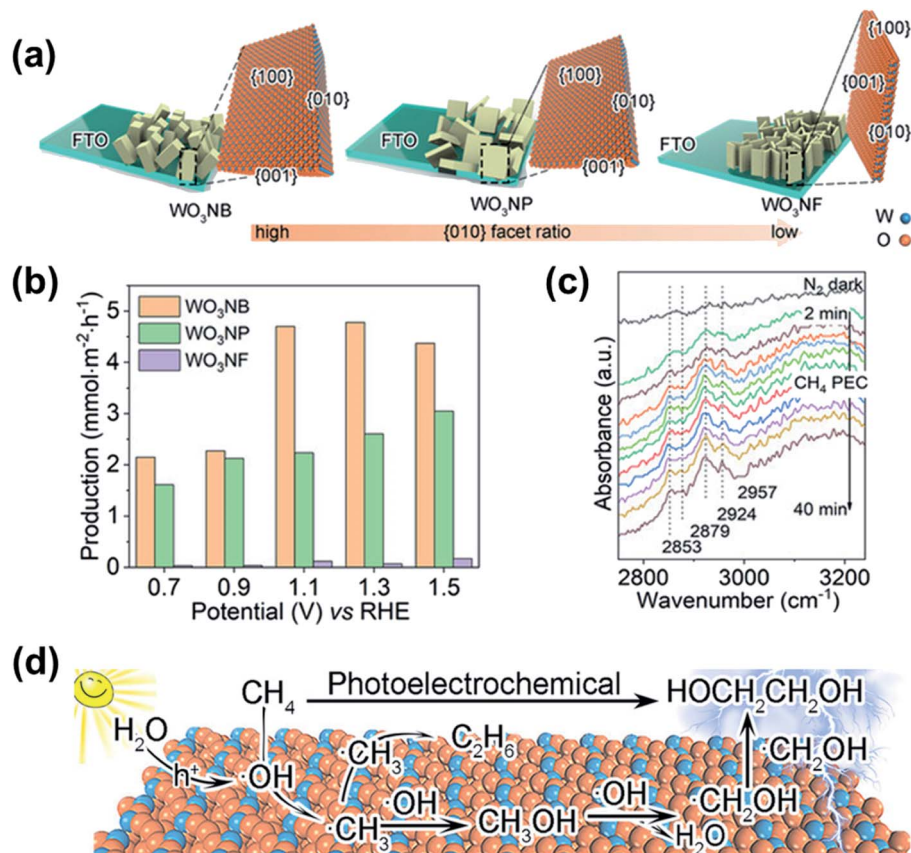 (a)
{100}
{010}
{001}
FTO
WO₃NB
{100}
{010}
{001}
FTO
WO₃NP
{100}
{001}
{010}
FTO
WO₃NF
W
O
high {010} facet ratio low
(b)
Production (mmol·m⁻²·h⁻¹)
5
4
3
2
1
0
WO₃NB
WO₃NP
WO₃NF
0.7 0.9 1.1 1.3 1.5
Potential (V) vs RHE
(c)
Absorbance (a.u.)
N₂ dark
2 min
CH₄ PEC
40 min
2957
2924
2879
2853
2800 3000 3200
Wavenumber (cm⁻¹)
(d)
CH₄ Photoelectrochemical HOCH₂CH₂OH
H₂O
h⁺
·OH
·CH₃
C₂H₆
·CH₂OH
·OH
·OH
·CH₃
CH₃OH
·CH₂OH
H₂O